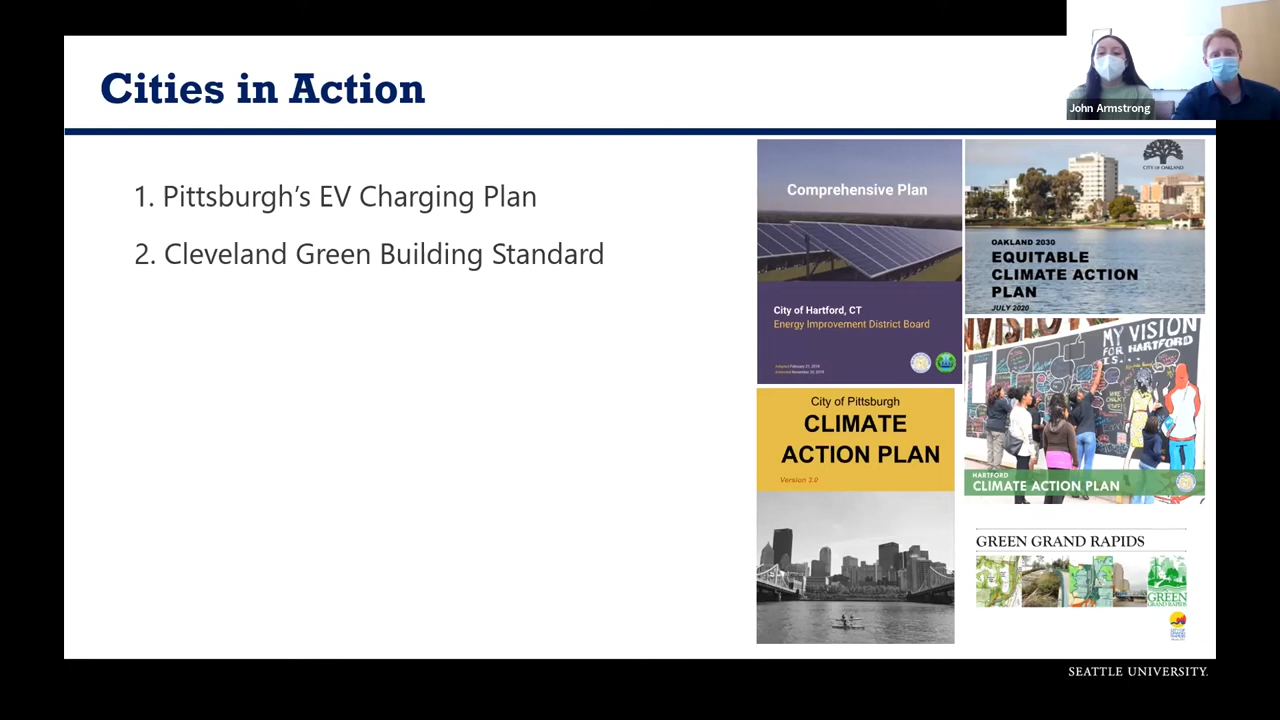 Cities in Action
John Armstrong
1. Pittsburgh’s EV Charging Plan
2. Cleveland Green Building Standard
Comprehensive Plan
City of Hartford, CT
Energy Improvement District Board
CITY OF OAKLAND
OAKLAND 2030
EQUITABLE
CLIMATE ACTION
PLAN
JULY 2020
MY VISION
FOR HARTFORD
IS...
HARTFORD
CLIMATE ACTION PLAN
City of Pittsburgh
CLIMATE
ACTION PLAN
GREEN GRAND RAPIDS
GREEN
GRAND RAPIDS
SEATTLE UNIVERSITY.